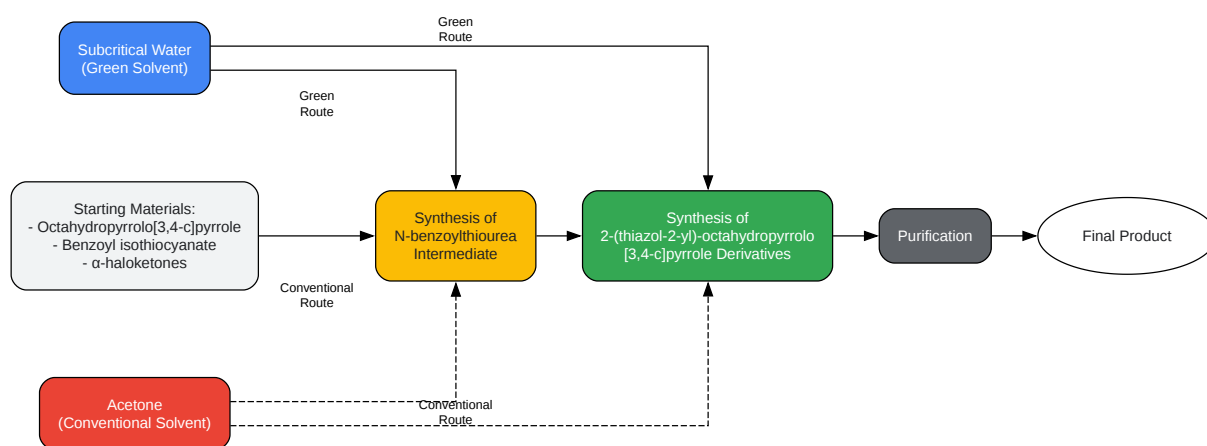 Green
Route
Subcritical Water
(Green Solvent)
Green
Route
Starting Materials:
- Octahydropyrrolo[3,4-c]pyrrole
- Benzoyl isothiocyanate
- α-haloketones
Synthesis of
N-benzoylthiourea
Intermediate
Synthesis of
2-(thiazol-2-yl)-octahydropyrrolo
[3,4-c]pyrrole Derivatives
Purification
Final Product
Conventional
Route
Acetone
(Conventional Solvent)
Conventional
Route